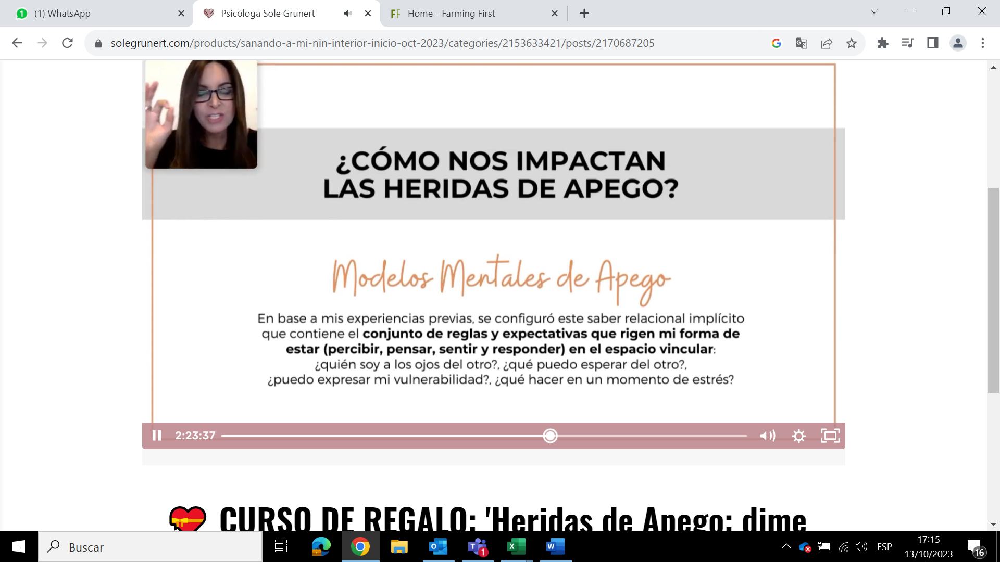 (1) WhatsApp
Psicóloga Sole Grunert
Home - Farming First
solegrunert.com/products/sanando-a-mi-nin-interior-inicio-oct-2023/categories/2153633421/posts/2170687205
¿CÓMO NOS IMPACTAN
LAS HERIDAS DE APEGO?
Modelos Mentales de Apego
En base a mis experiencias previas, se configuró este saber relacional implícito
que contiene el conjunto de reglas y expectativas que rigen mi forma de
estar (percibir, pensar, sentir y responder) en el espacio vincular:
¿quién soy a los ojos del otro?, ¿qué puedo esperar del otro?,
¿puedo expresar mi vulnerabilidad?, ¿qué hacer en un momento de estrés?
2:23:37
CURSO DE REGALO: 'Heridas de Apego: dime
Buscar
ESP
17:15
13/10/2023
16